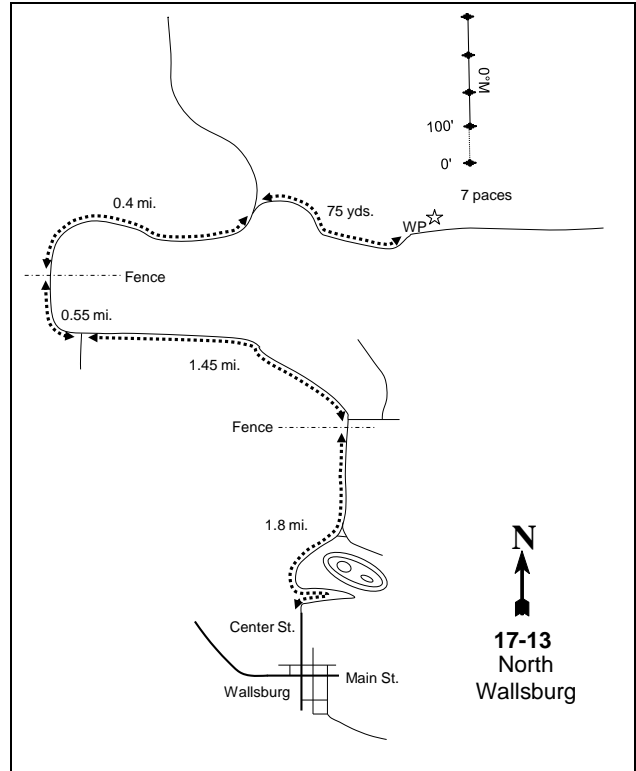 0°M
100'
0'
7 paces
0.4 mi.
75 yds.
WP
Fence
0.55 mi.
1.45 mi.
Fence
1.8 mi.
N
Center St.
17-13
North
Main St.
Wallsburg
Wallsburg